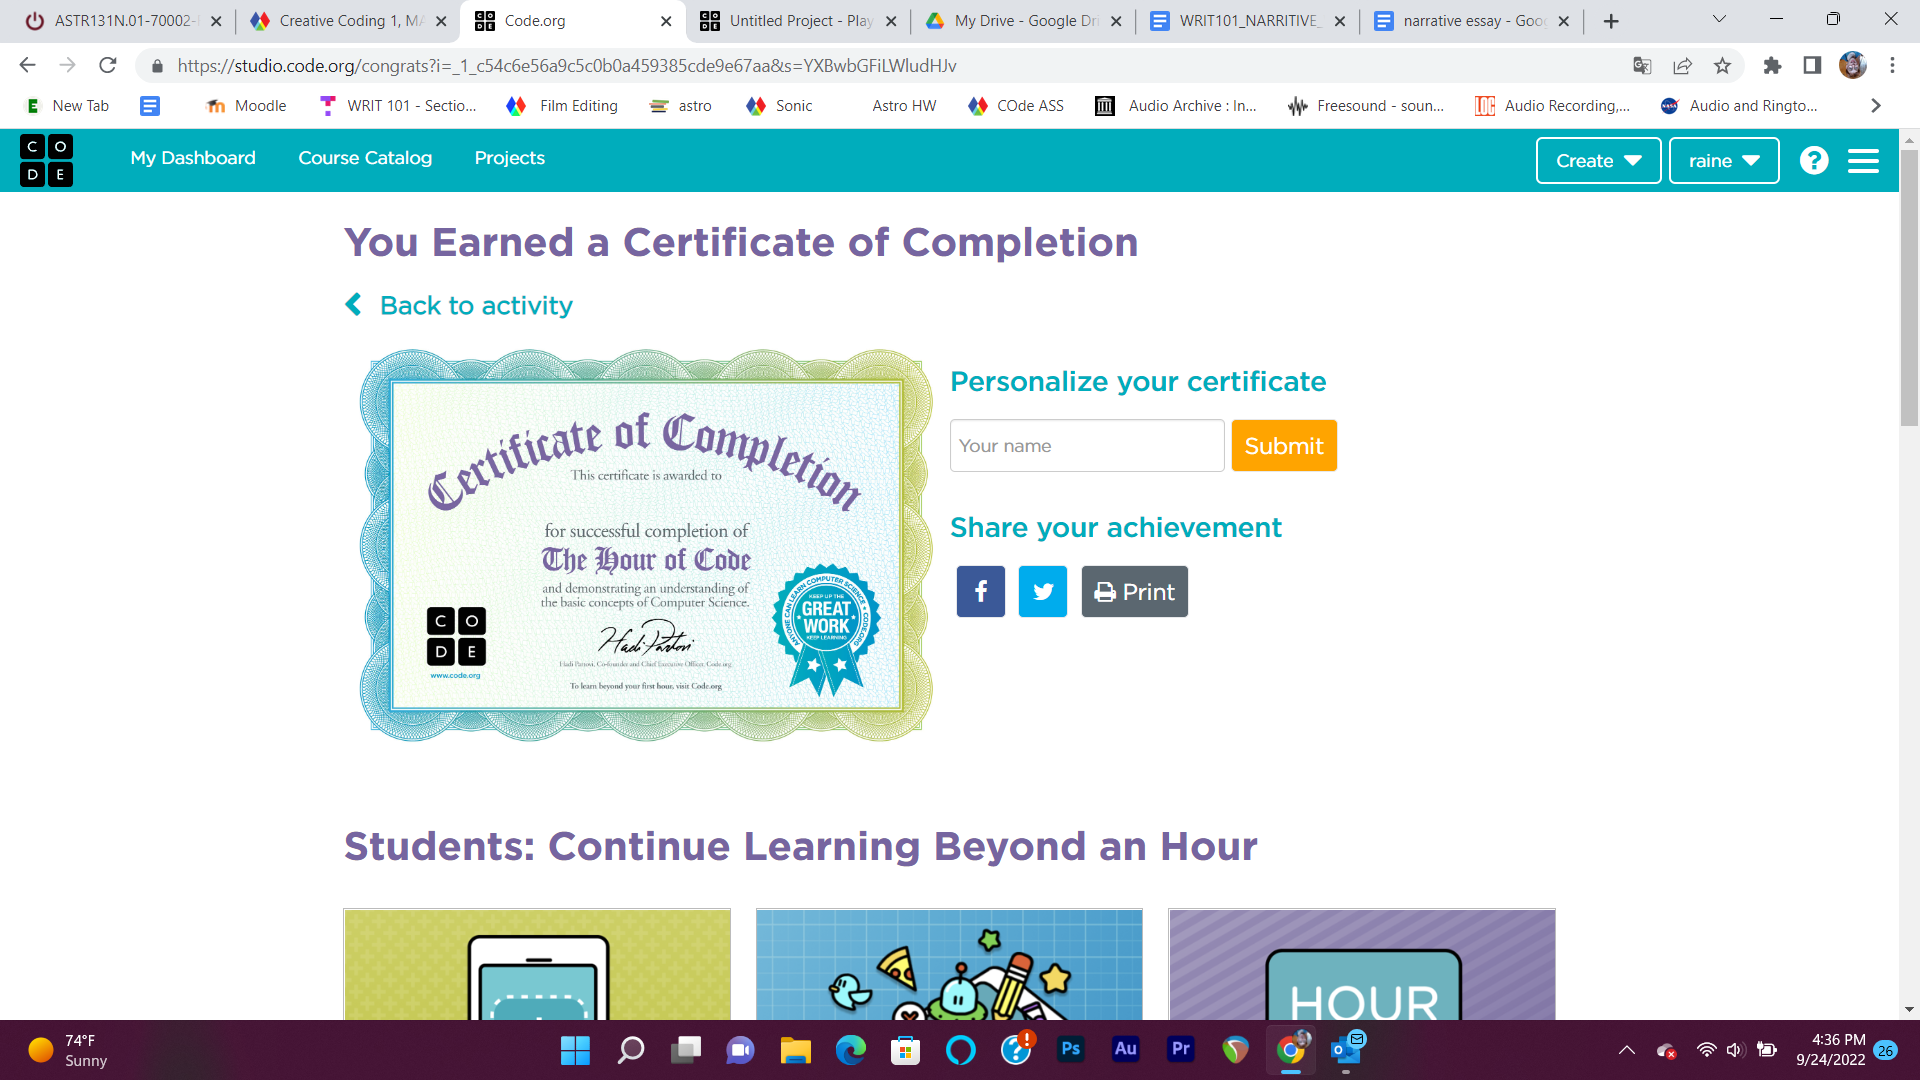 ASTR131N.01-70002-
Creative Coding 1, MA
Code.org
Untitled Project - Play
My Drive - Google Dri
WRIT101_NARRITIVE_
narrative essay - Goo
https://studio.code.org/congrats?i=_1_c54c6e56a9c5c0b0a459385cde9e67aa&s=YXBwbGFiLWludHJv
New Tab
Moodle
WRIT 101 - Sectio...
Film Editing
astro
Sonic
Astro HW
COde ASS
Audio Archive : In...
Freesound - soun...
Audio Recording,...
Audio and Ringto...
CODE
My Dashboard
Course Catalog
Projects
Create
raine
?
You Earned a Certificate of Completion
Back to activity
Certificate of Completion
This certificate is awarded to
for successful completion of
The Hour of Code
and demonstrating an understanding of
the basic concepts of Computer Science.
Hadi Partovi
Hadi Partovi, Co-founder and Chief Executive Officer, Code.org
To learn beyond your first hour, visit Code.org
CODE
www.code.org
ANYONE CAN LEARN COMPUTER SCIENCE • CODE.ORG
KEEP UP THE
GREAT
WORK
KEEP LEARNING
Personalize your certificate
Your name
Submit
Share your achievement
Print
Students: Continue Learning Beyond an Hour
HOUR
74°F
Sunny
Ps
Au
Pr
4:36 PM
9/24/2022
26